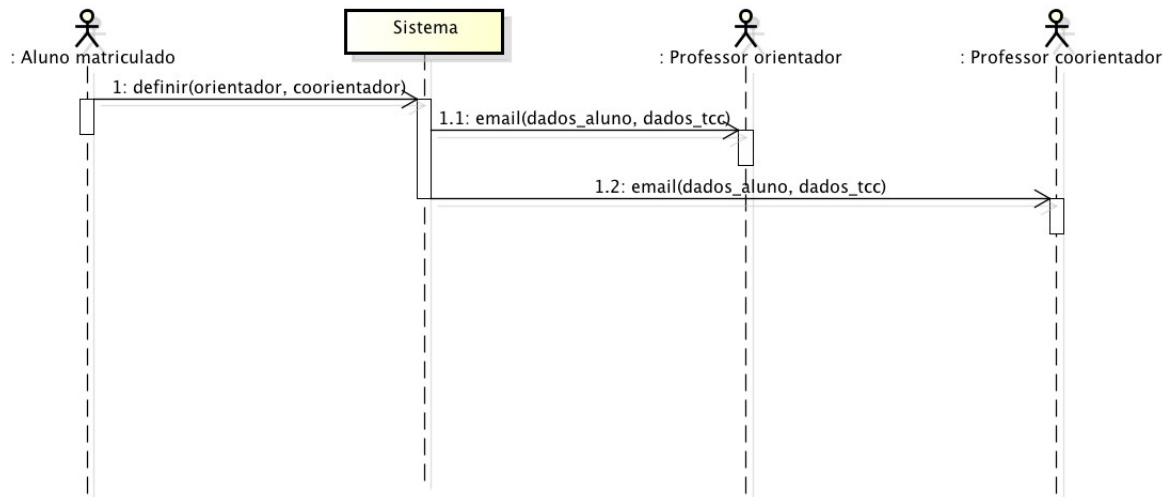 Sistema
: Aluno matriculado
: Professor orientador
: Professor coorientador
1: definir(orientador, coorientador)
1.1: email(dados_aluno, dados_tcc)
1.2: email(dados_aluno, dados_tcc)